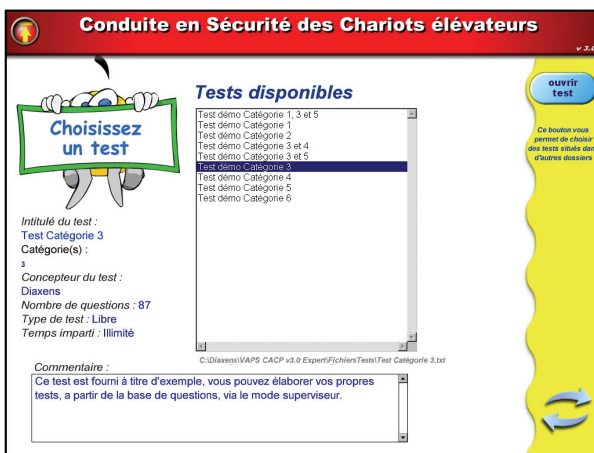 Conduite en Sécurité des Chariots élévateurs
v 3.0
Choisissez
un test
Tests disponibles
Test démo Catégorie 1, 3 et 5
Test démo Catégorie 1
Test démo Catégorie 2
Test démo Catégorie 3 et 4
Test démo Catégorie 3 et 5
Test démo Catégorie 3
Test démo Catégorie 4
Test démo Catégorie 5
Test démo Catégorie 6
ouvrir
test
Ce bouton vous
permet de choisir
des tests situés dans
d'autres dossiers
Intitulé du test :
Test Catégorie 3
Catégorie(s) :
3
Concepteur du test :
Diaxens
Nombre de questions : 87
Type de test : Libre
Temps imparti : Illimité
C:\Diaxens\VAPS CACP v3.0 Expert\FichiersTests\Test Catégorie 3.txt
Commentaire :
Ce test est fourni à titre d'exemple, vous pouvez élaborer vos propres
tests, a partir de la base de questions, via le mode superviseur.